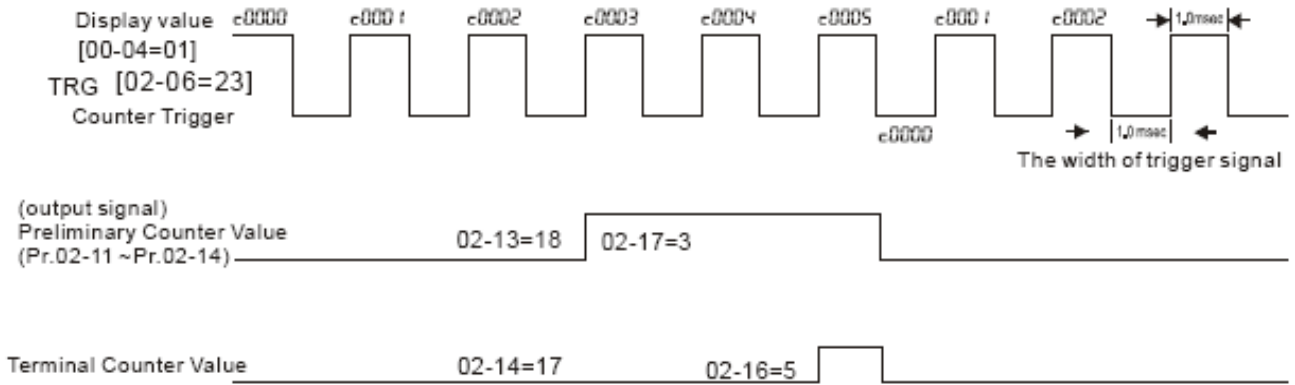 Display value c0000 c0001 c0002 c0003 c0004 c0005 c0001 c0002 1.0msec
[00-04=01]
TRG [02-06=23]
Counter Trigger
c0000 1.0msec
The width of trigger signal
(output signal)
Preliminary Counter Value 02-13=18 02-17=3
(Pr.02-11 ~Pr.02-14)
Terminal Counter Value 02-14=17 02-16=5